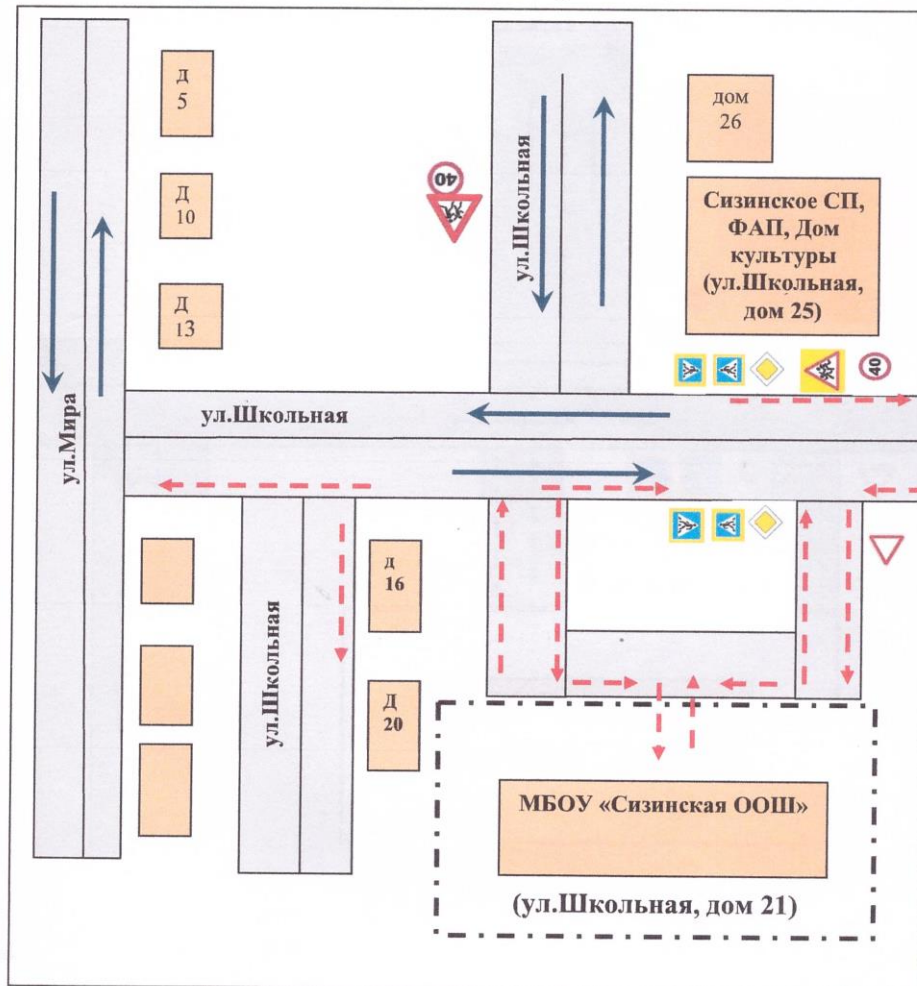 д
5
Д
10
Д
13
ул.Мира
40
ул.Школьная
дом
26
Сизинское СП,
ФАП, Дом
культуры
(ул.Школьная,
дом 25)
40
ул.Школьная
ул.Школьная
д
16
Д
20
МБОУ «Сизинская ООШ»
(ул.Школьная, дом 21)